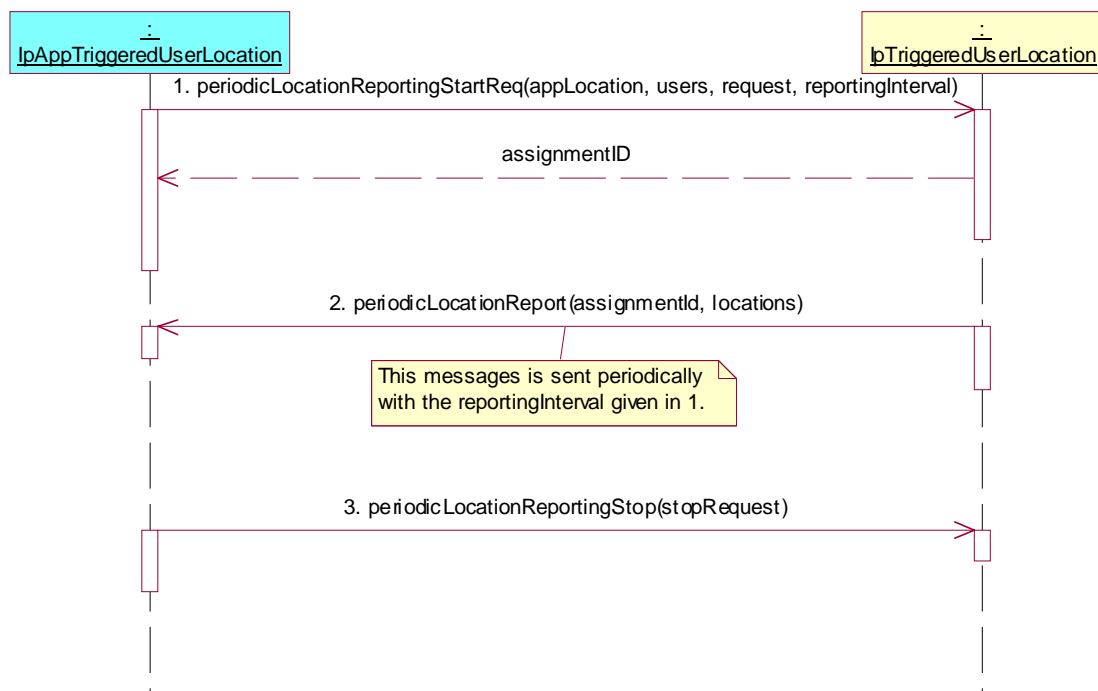 :
IpAppTriggeredUserLocation
:
IpTriggeredUserLocation
1. periodicLocationReportingStartReq(appLocation, users, request, reportingInterval)
assignmentID
2. periodicLocationReport(assignmentId, locations)
This messages is sent periodically
with the reportingInterval given in 1.
3. periodicLocationReportingStop(stopRequest)